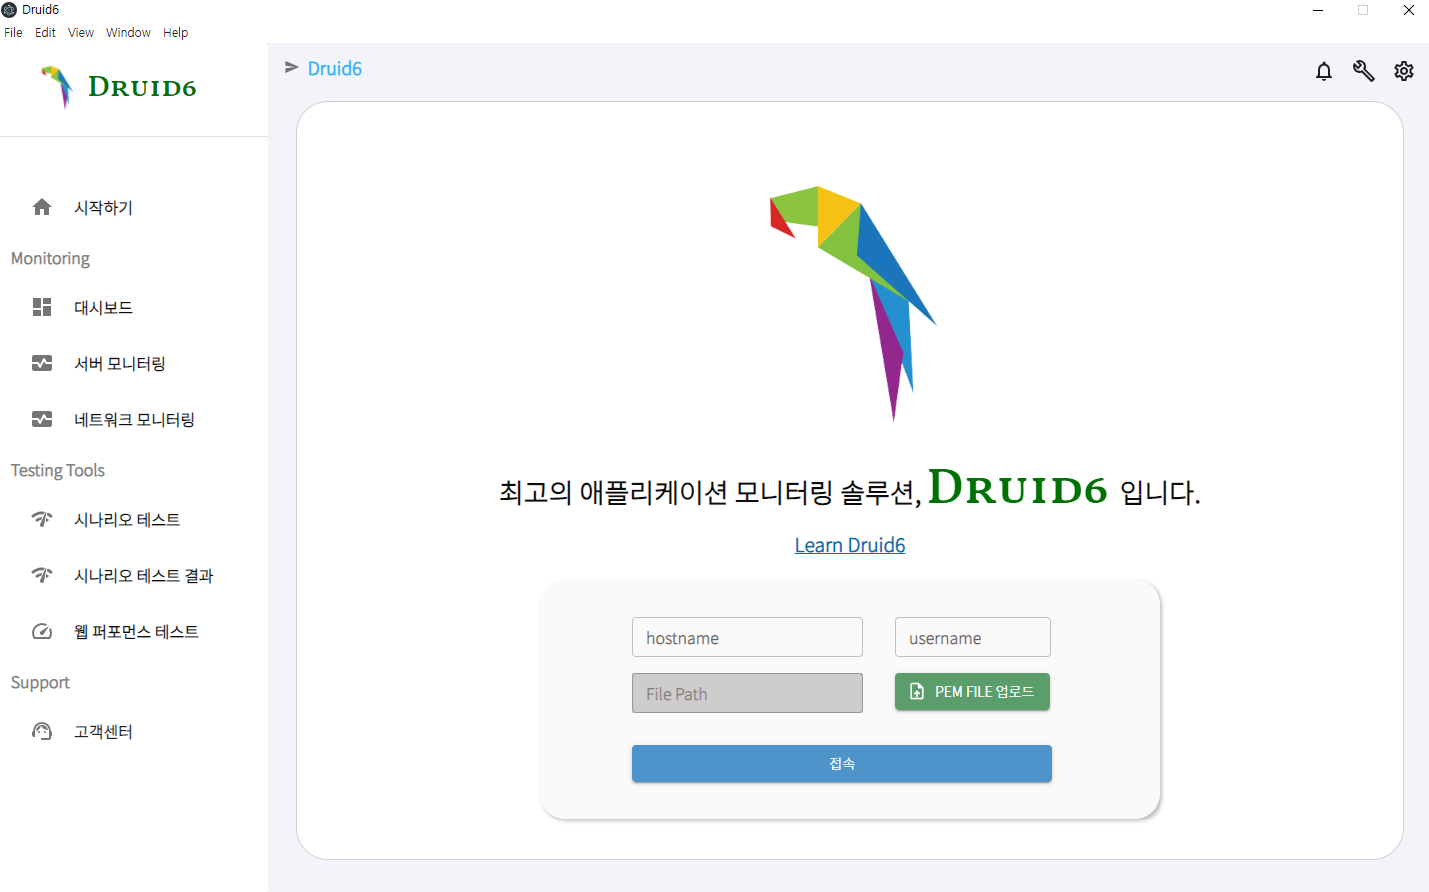 Druid6
File Edit View Window Help
DRUID6
Druid6
시작하기
Monitoring
대시보드
서버 모니터링
네트워크 모니터링
Testing Tools
시나리오 테스트
시나리오 테스트 결과
웹 퍼포먼스 테스트
Support
고객센터
최고의 애플리케이션 모니터링 솔루션, DRUID6 입니다.
Learn Druid6
hostname username
File Path PEM FILE 업로드
접속